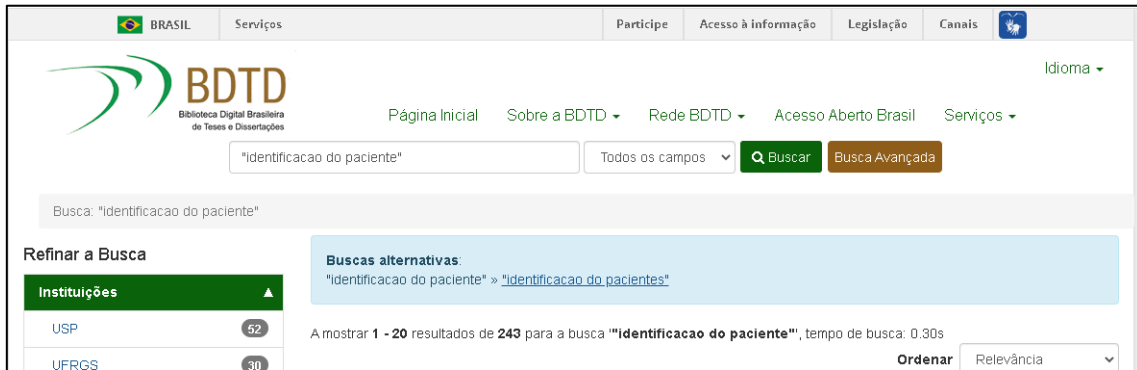 BRASIL Serviços Participe Acesso à informação Legislação Canais
Idioma
BDTD
Biblioteca Digital Brasileira
de Teses e Dissertações
Página Inicial Sobre a BDTD Rede BDTD Acesso Aberto Brasil Serviços
"identificacao do paciente" Todos os campos Buscar Busca Avançada
Busca: "identificacao do paciente"
Refinar a Busca
Buscas alternativas:
"identificacao do paciente" » "identificacao do pacientes"
Instituições
USP 52
A mostrar 1 - 20 resultados de 243 para a busca '"identificacao do paciente"', tempo de busca: 0.30s
UFRGS 30
Ordenar Relevância